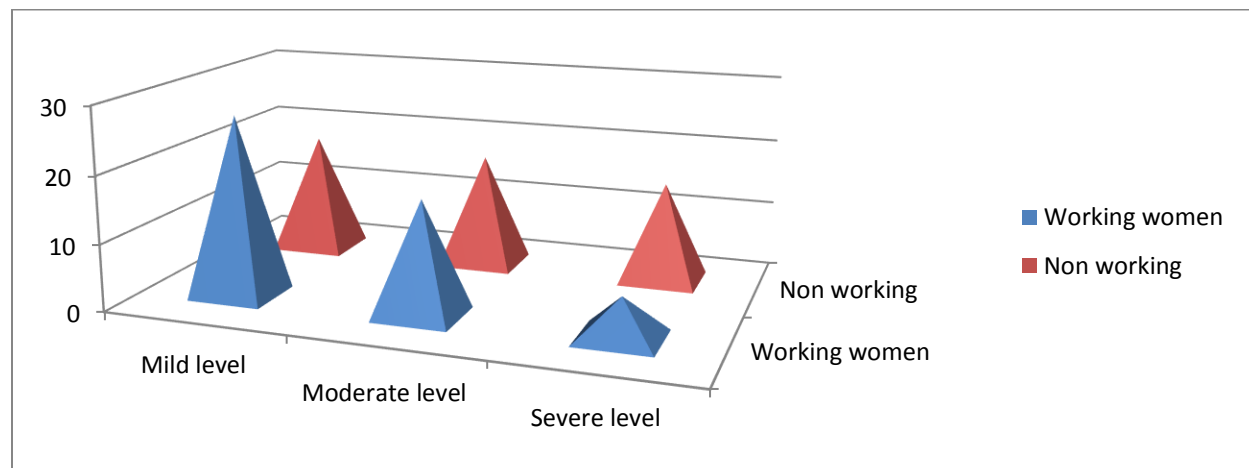 30
20
10
0
Mild level
Moderate level
Severe level
Non working
Working women
Working women
Non working